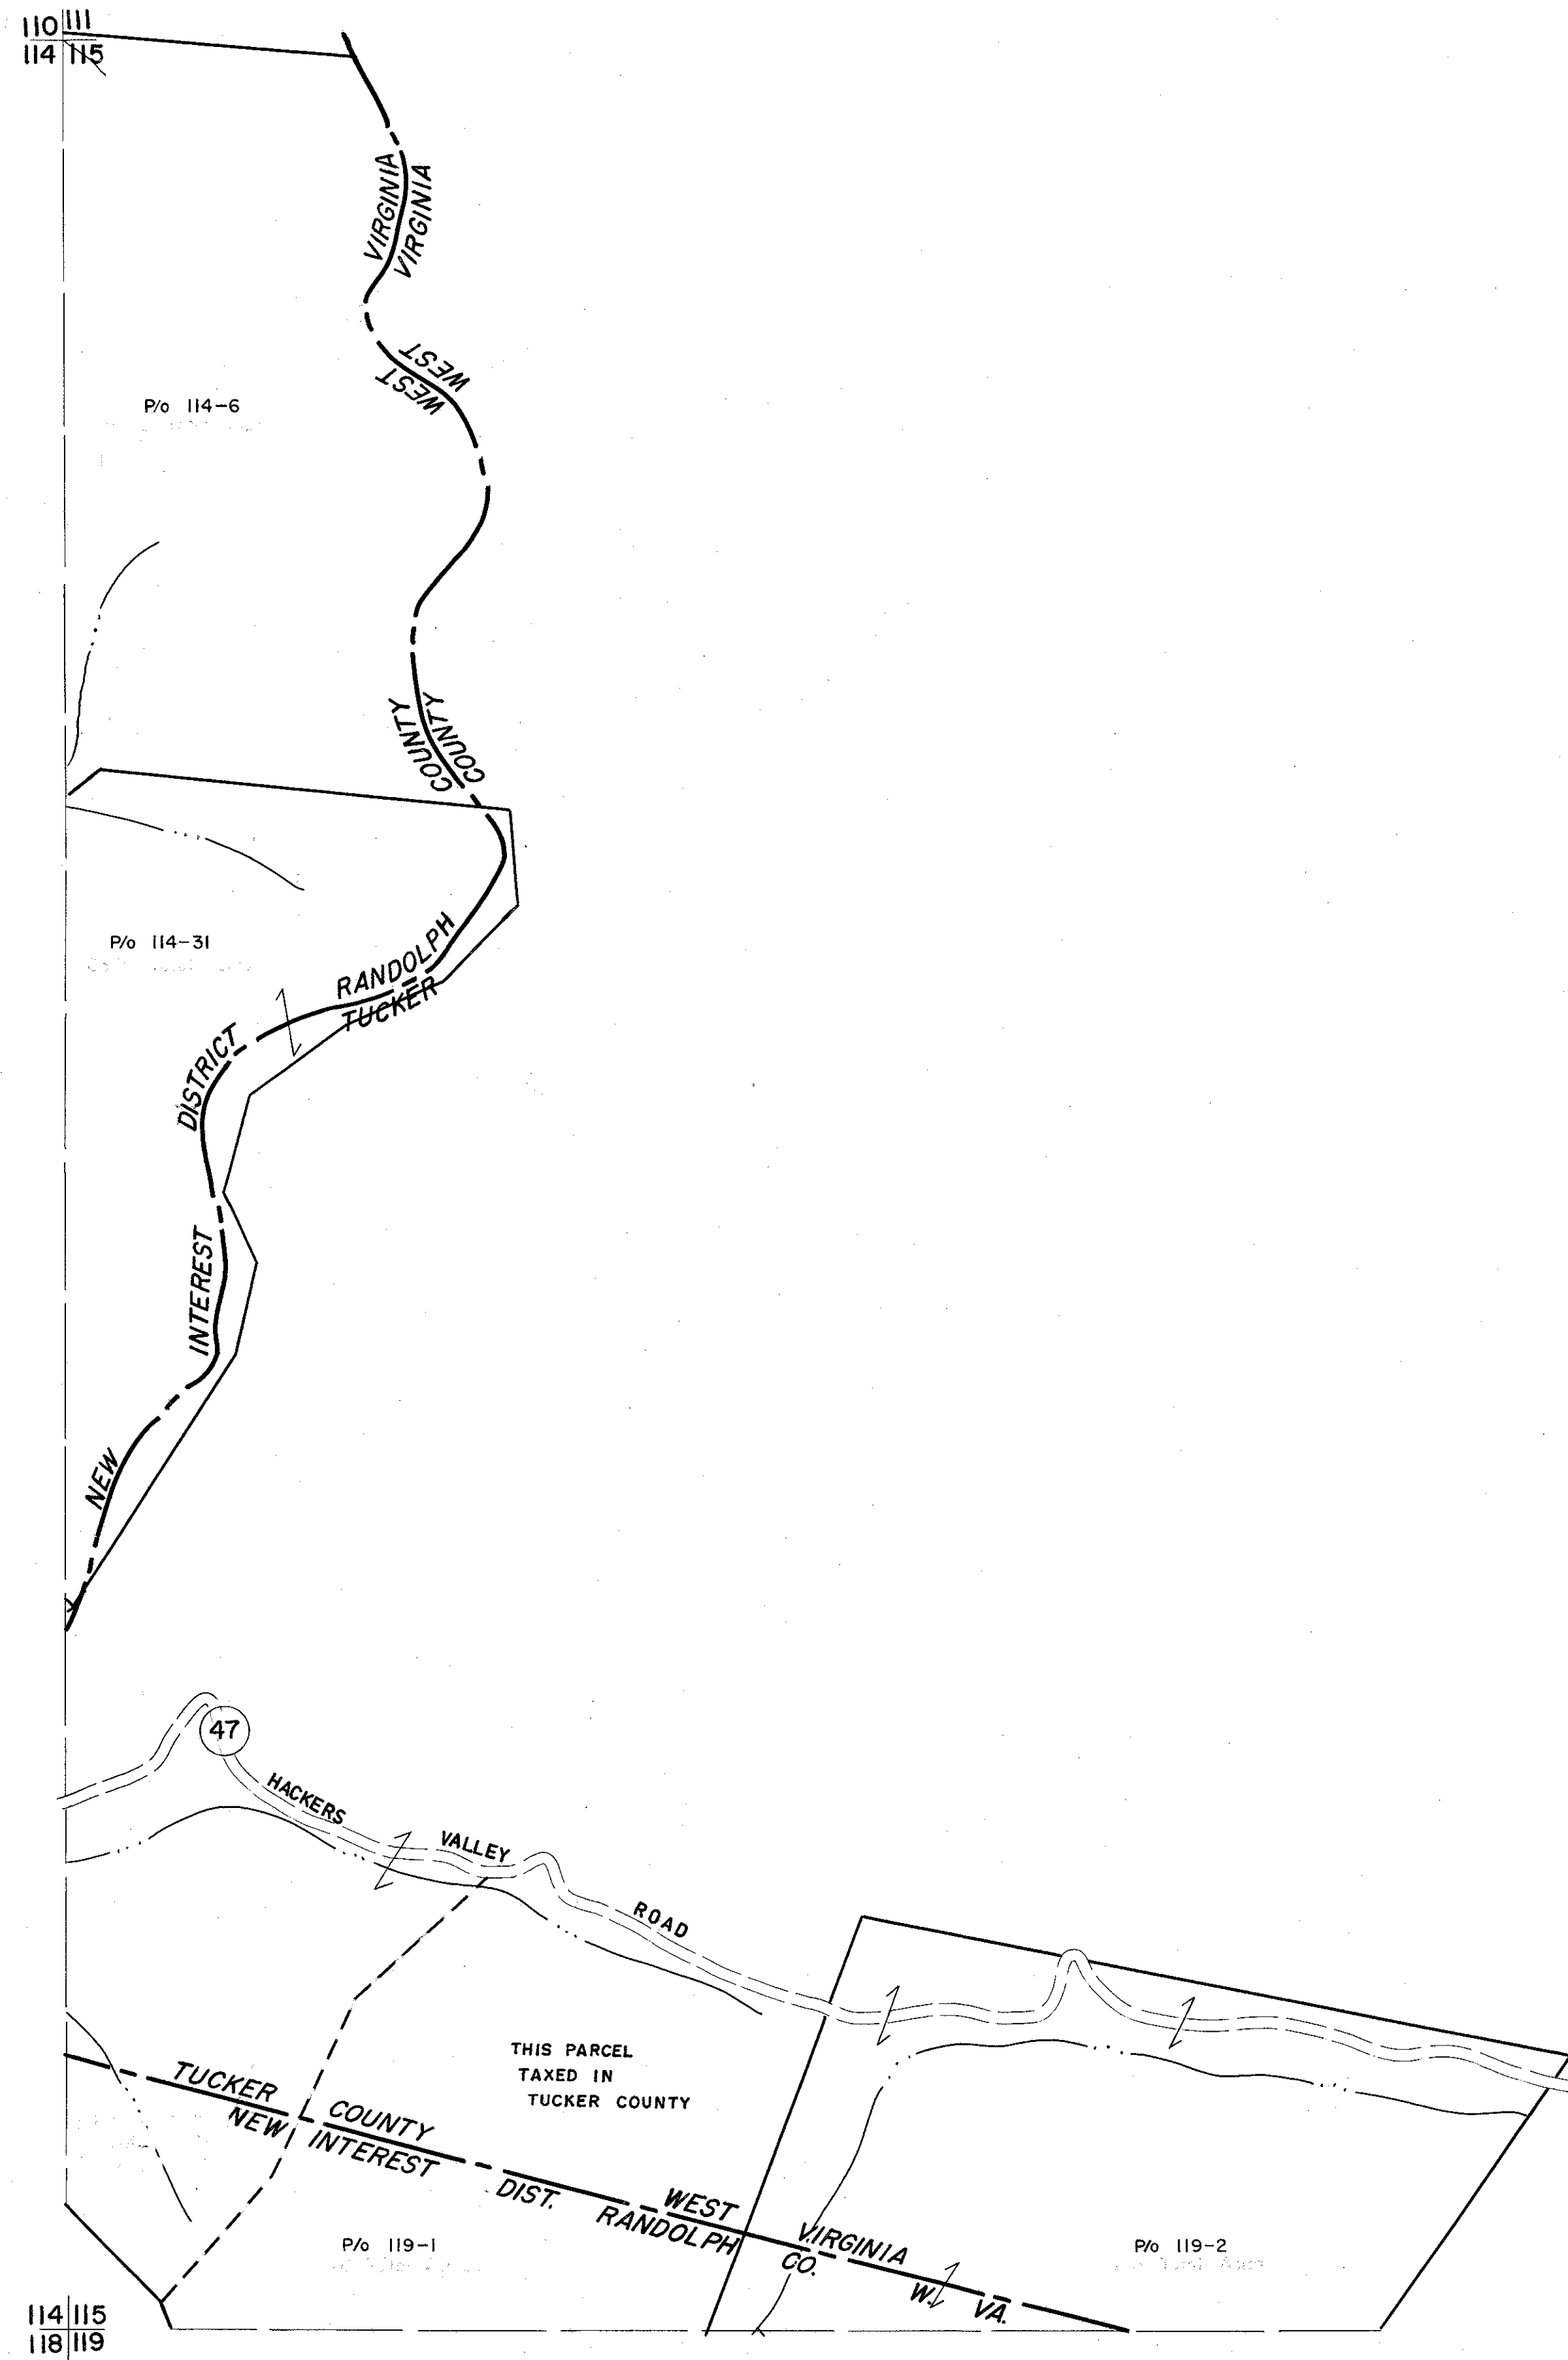 110 111
114 115
VIRGINIA
VIRGINIA
WEST
WEST
P/o 114-6
COUNTY
COUNTY
P/o 114-31
RANDOLPH
TUCKER
DISTRICT
INTEREST
NEW
47
HACKERS VALLEY ROAD
THIS PARCEL
TAXED IN
TUCKER COUNTY
TUCKER COUNTY WEST VIRGINIA
NEW INTEREST DIST. RANDOLPH CO. W. VA.
P/o 119-1
P/o 119-2
114 115
118 119